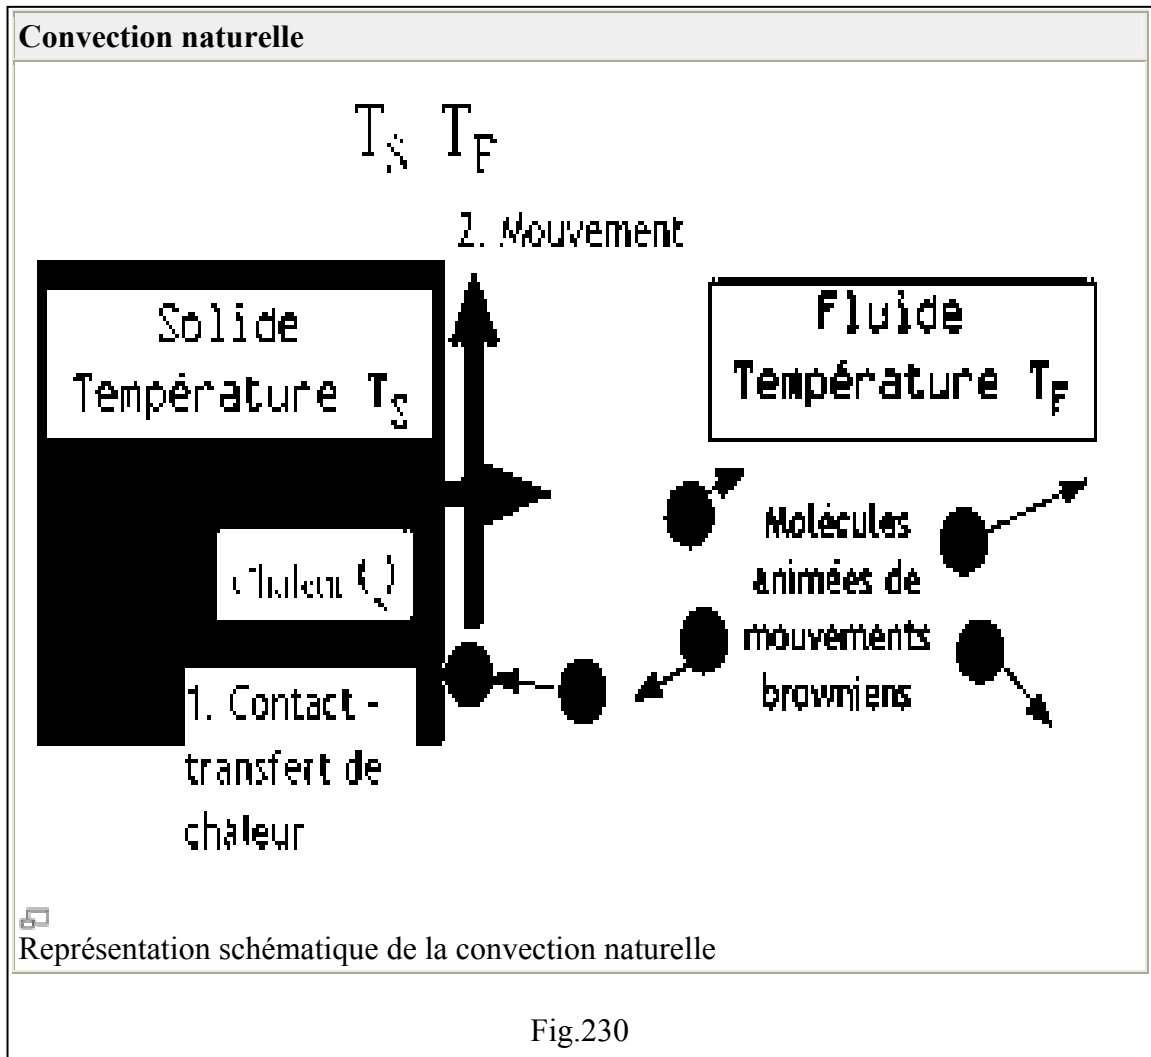 Convection naturelle
T_S T_F
2. Mouvement
Solide
Température T_S
Fluide
Température T_F
Chaleur Q
Molécules
animées de
mouvements
browniens
1. Contact -
transfert de
chaleur
Représentation schématique de la convection naturelle
Fig.230